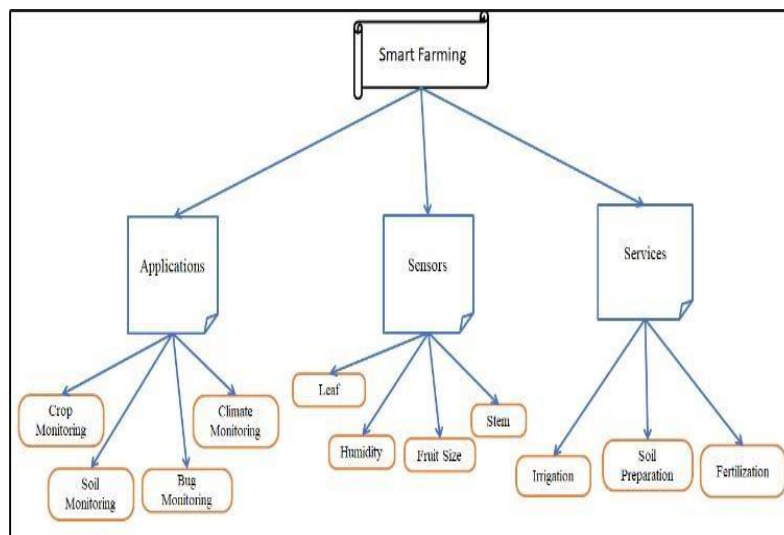 Smart Farming
Applications
Sensors
Services
Crop
Monitoring
Soil
Monitoring
Bug
Monitoring
Climate
Monitoring
Leaf
Humidity
Fruit Size
Stem
Irrigation
Soil
Preparation
Fertilization